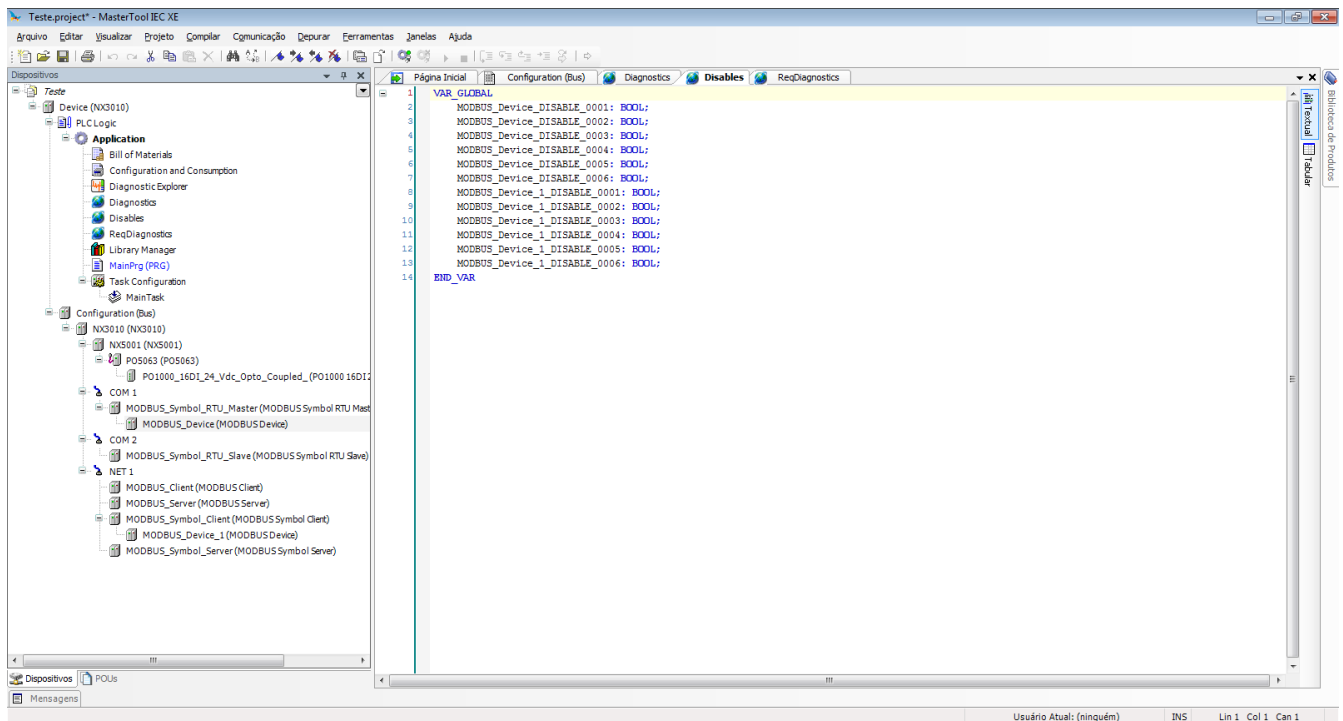 Teste.project* - MasterTool IEC XE
Arquivo Editar Visualizar Projeto Compilar Comunicação Depurar Ferramentas Janelas Ajuda
Dispositivos
Teste
Device (NX3010)
PLC Logic
Application
Bill of Materials
Configuration and Consumption
Diagnostic Explorer
Diagnostics
Disables
ReqDiagnostics
Library Manager
MainPrg (PRG)
Task Configuration
MainTask
Configuration (Bus)
NX3010 (NX3010)
NX5001 (NX5001)
PO5063 (PO5063)
PO1000_16DI_24_Vdc_Opto_Coupled_ (PO1000 16DI 2
COM 1
MODBUS_Symbol_RTU_Master (MODBUS Symbol RTU Mast
MODBUS_Device (MODBUS Device)
COM 2
MODBUS_Symbol_RTU_Slave (MODBUS Symbol RTU Slave)
NET 1
MODBUS_Client (MODBUS Client)
MODBUS_Server (MODBUS Server)
MODBUS_Symbol_Client (MODBUS Symbol Client)
MODBUS_Device_1 (MODBUS Device)
MODBUS_Symbol_Server (MODBUS Symbol Server)
Dispositivos POUs
Mensagens
Página Inicial Configuration (Bus) Diagnostics Disables ReqDiagnostics
1 VAR_GLOBAL
2 MODBUS_Device_DISABLE_0001: BOOL;
3 MODBUS_Device_DISABLE_0002: BOOL;
4 MODBUS_Device_DISABLE_0003: BOOL;
5 MODBUS_Device_DISABLE_0004: BOOL;
6 MODBUS_Device_DISABLE_0005: BOOL;
7 MODBUS_Device_DISABLE_0006: BOOL;
8 MODBUS_Device_1_DISABLE_0001: BOOL;
9 MODBUS_Device_1_DISABLE_0002: BOOL;
10 MODBUS_Device_1_DISABLE_0003: BOOL;
11 MODBUS_Device_1_DISABLE_0004: BOOL;
12 MODBUS_Device_1_DISABLE_0005: BOOL;
13 MODBUS_Device_1_DISABLE_0006: BOOL;
14 END_VAR
Textual
Tabular
Biblioteca de Produtos
Usuário Atual: (ninguém) INS Lin 1 Col 1 Can 1